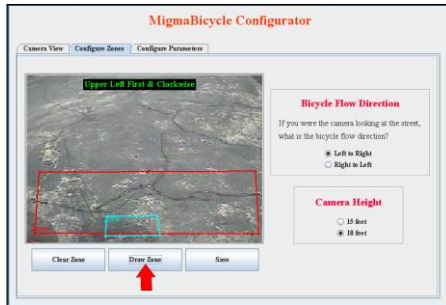 MigmaBicycle Configurator
Camera View
Configure Zones
Configure Parameters
Upper Left First & Clockwise
Bicycle Flow Direction
If you were the camera looking at the street,
what is the bicycle flow direction?
Left to Right
Right to Left
Camera Height
15 feet
18 feet
Clear Zone
Draw Zone
Save